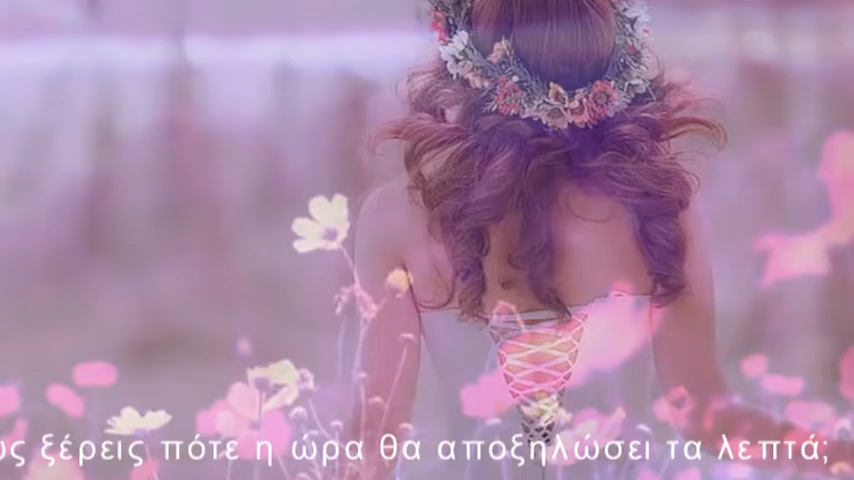 ξέρεις πότε η ώρα θα αποξηλώσει τα λεπτά;